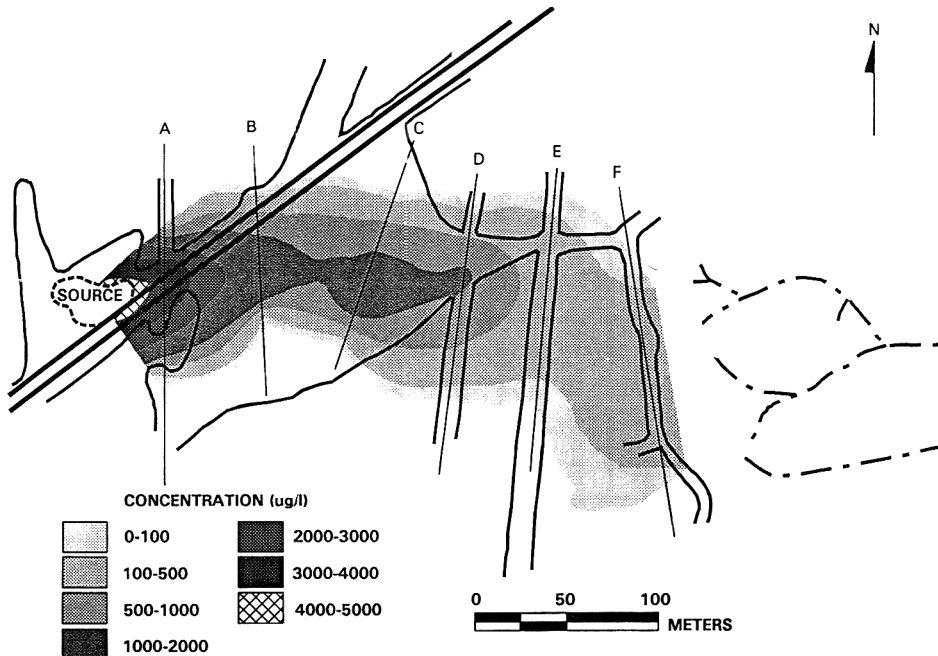 N
A
B
C
D
E
F
SOURCE
CONCENTRATION (ug/l)
0-100
100-500
500-1000
1000-2000
2000-3000
3000-4000
4000-5000
0 50 100
METERS